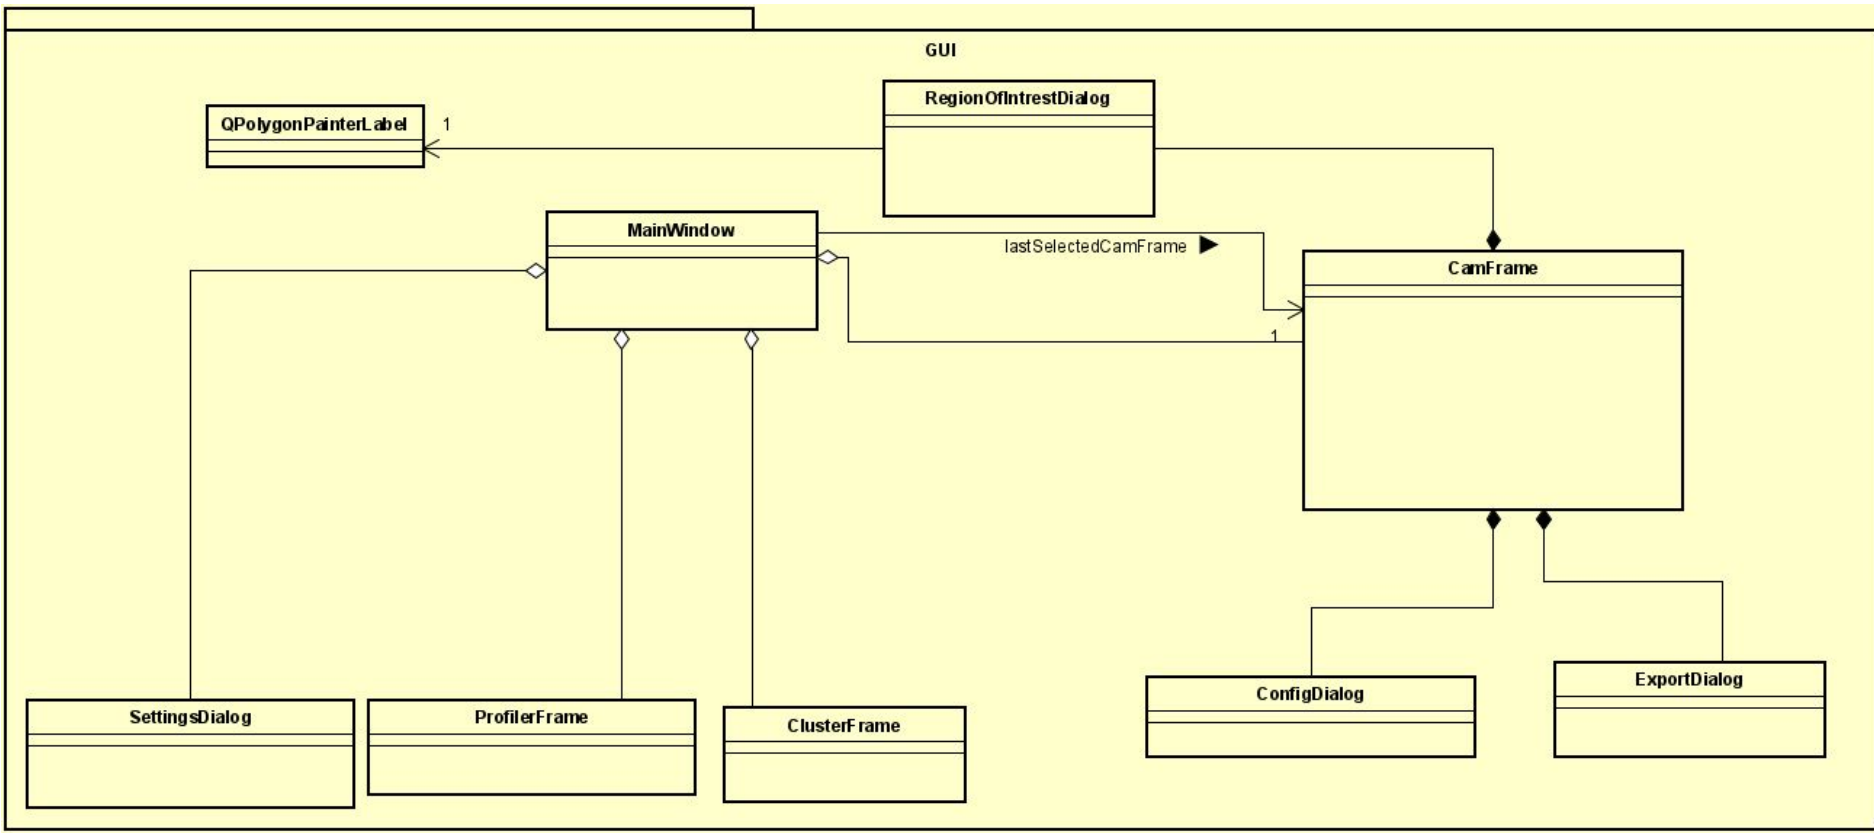 GUI
RegionOfIntrestDialog
QPolygonPainterLabel
1
MainWindow
lastSelectedCamFrame
CamFrame
1
SettingsDialog
ProfilerFrame
ClusterFrame
ConfigDialog
ExportDialog